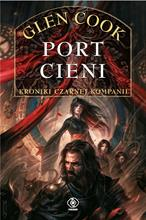 GLEN COOK
PORT
CIENI
KRONIKI CZARNEJ KOMPANII